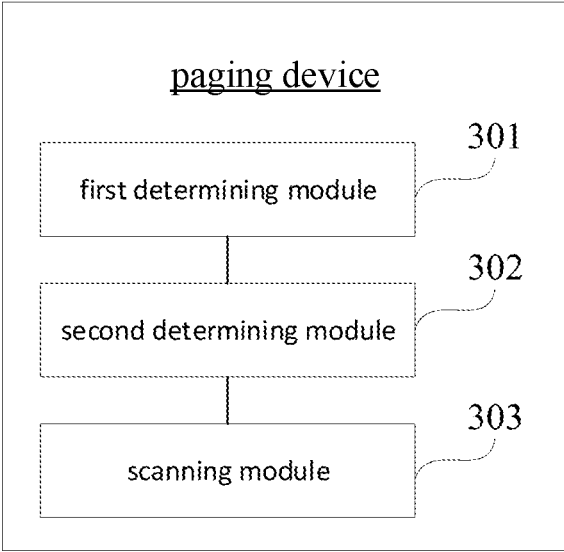 paging device
301
first determining module
302
second determining module
303
scanning module